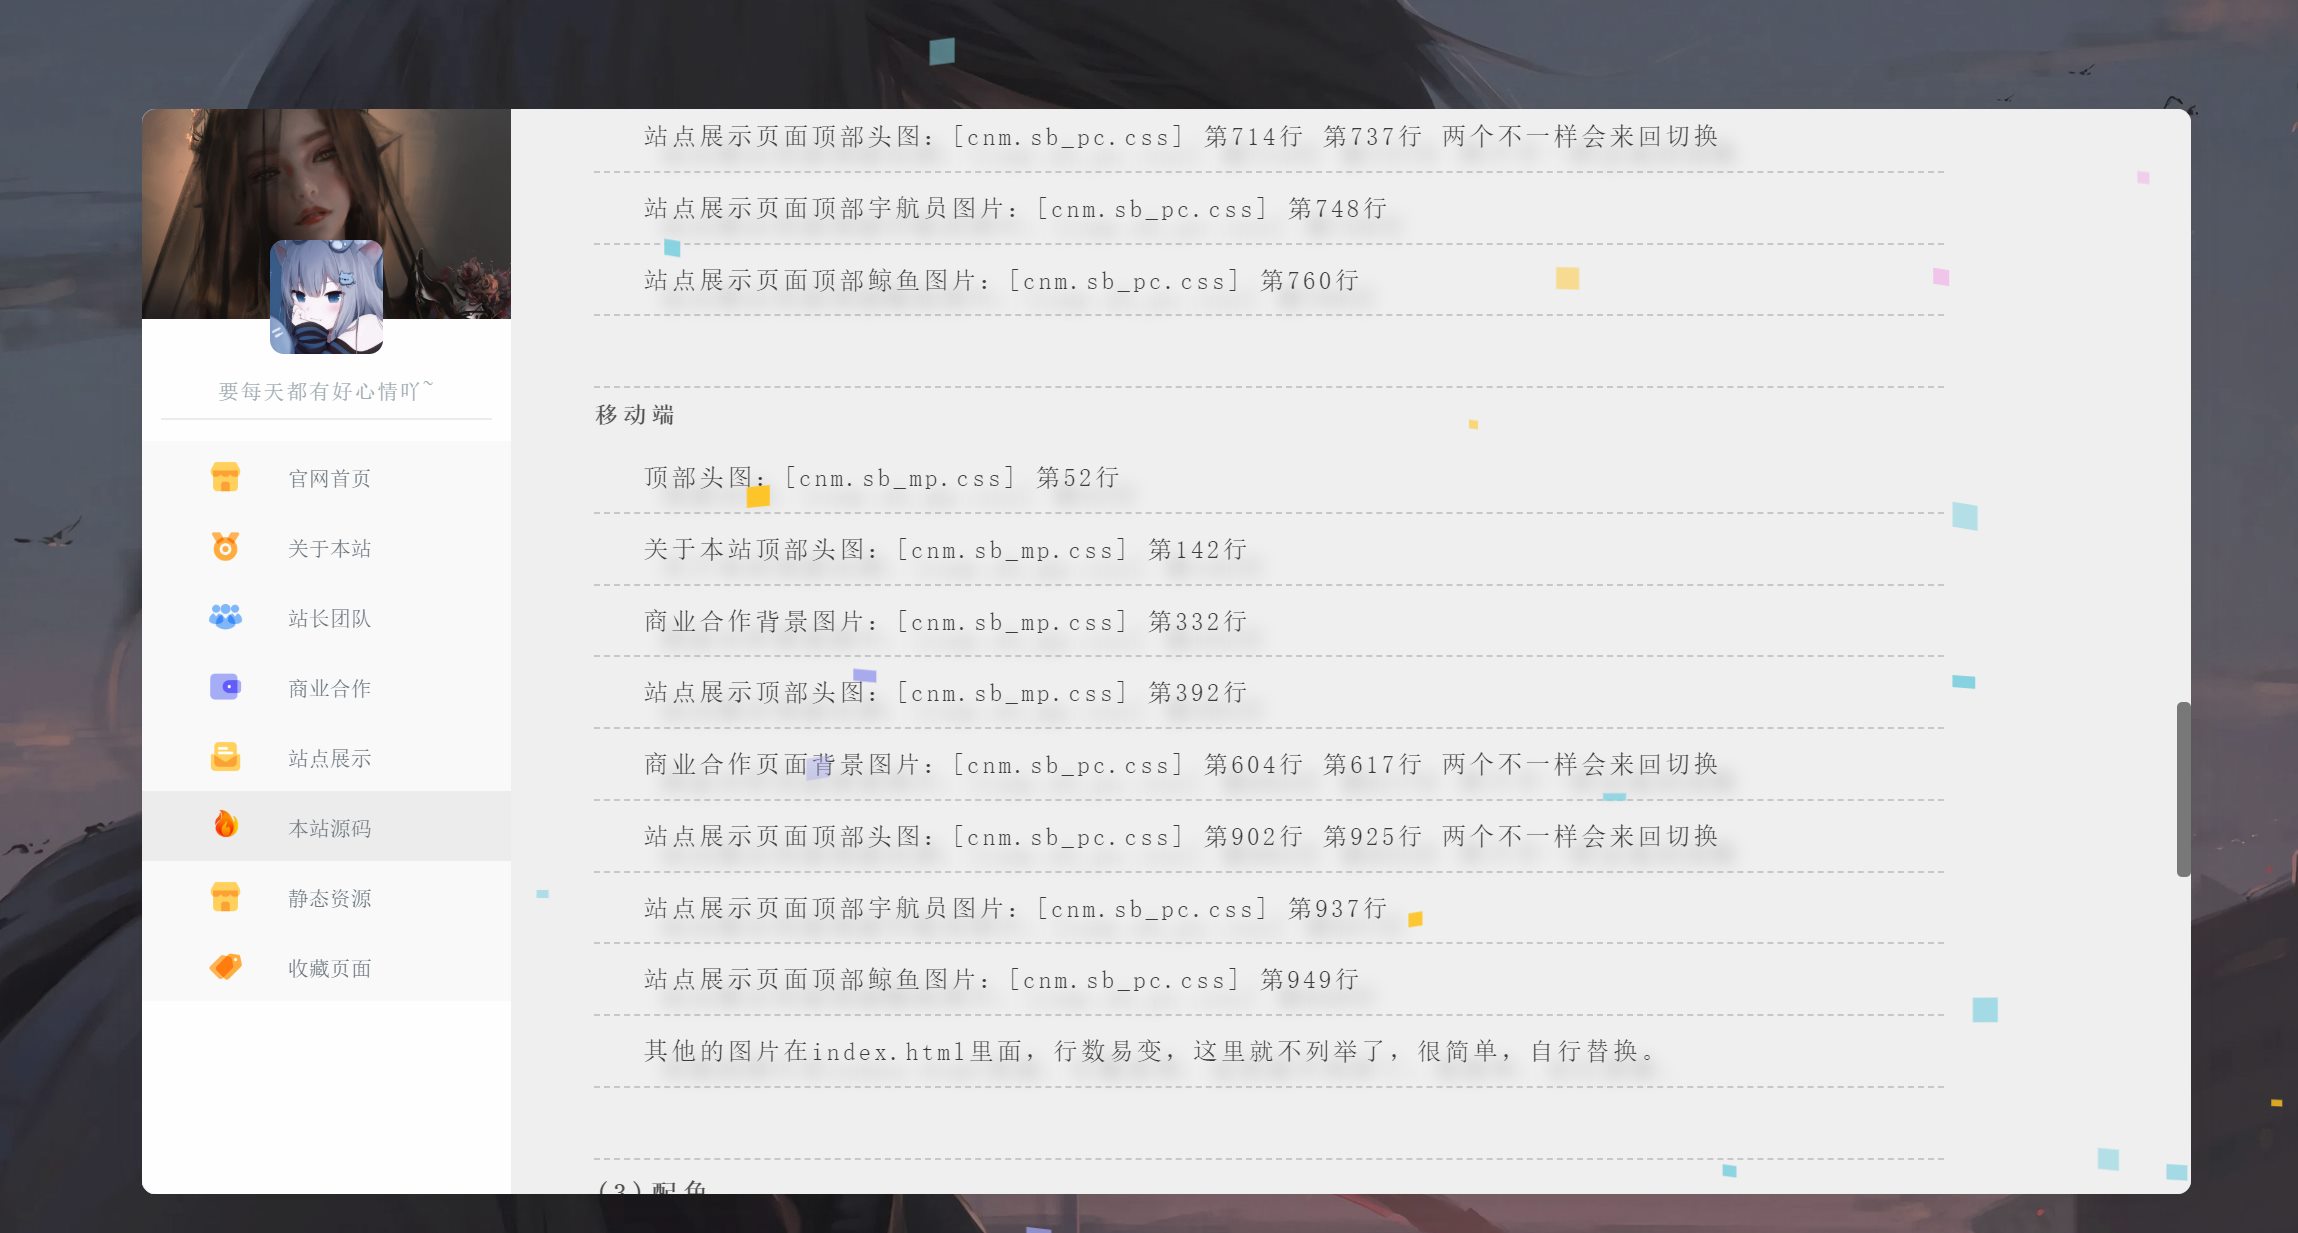 要每天都有好心情吖~
官网首页
关于本站
站长团队
商业合作
站点展示
本站源码
静态资源
收藏页面
站点展示页面顶部头图：[cnm.sb_pc.css] 第714行 第737行 两个不一样会来回切换
站点展示页面顶部宇航员图片：[cnm.sb_pc.css] 第748行
站点展示页面顶部鲸鱼图片：[cnm.sb_pc.css] 第760行
移动端
顶部头图：[cnm.sb_mp.css] 第52行
关于本站顶部头图：[cnm.sb_mp.css] 第142行
商业合作背景图片：[cnm.sb_mp.css] 第332行
站点展示顶部头图：[cnm.sb_mp.css] 第392行
商业合作页面背景图片：[cnm.sb_pc.css] 第604行 第617行 两个不一样会来回切换
站点展示页面顶部头图：[cnm.sb_pc.css] 第902行 第925行 两个不一样会来回切换
站点展示页面顶部宇航员图片：[cnm.sb_pc.css] 第937行
站点展示页面顶部鲸鱼图片：[cnm.sb_pc.css] 第949行
其他的图片在index.html里面，行数易变，这里就不列举了，很简单，自行替换。
(3)配色